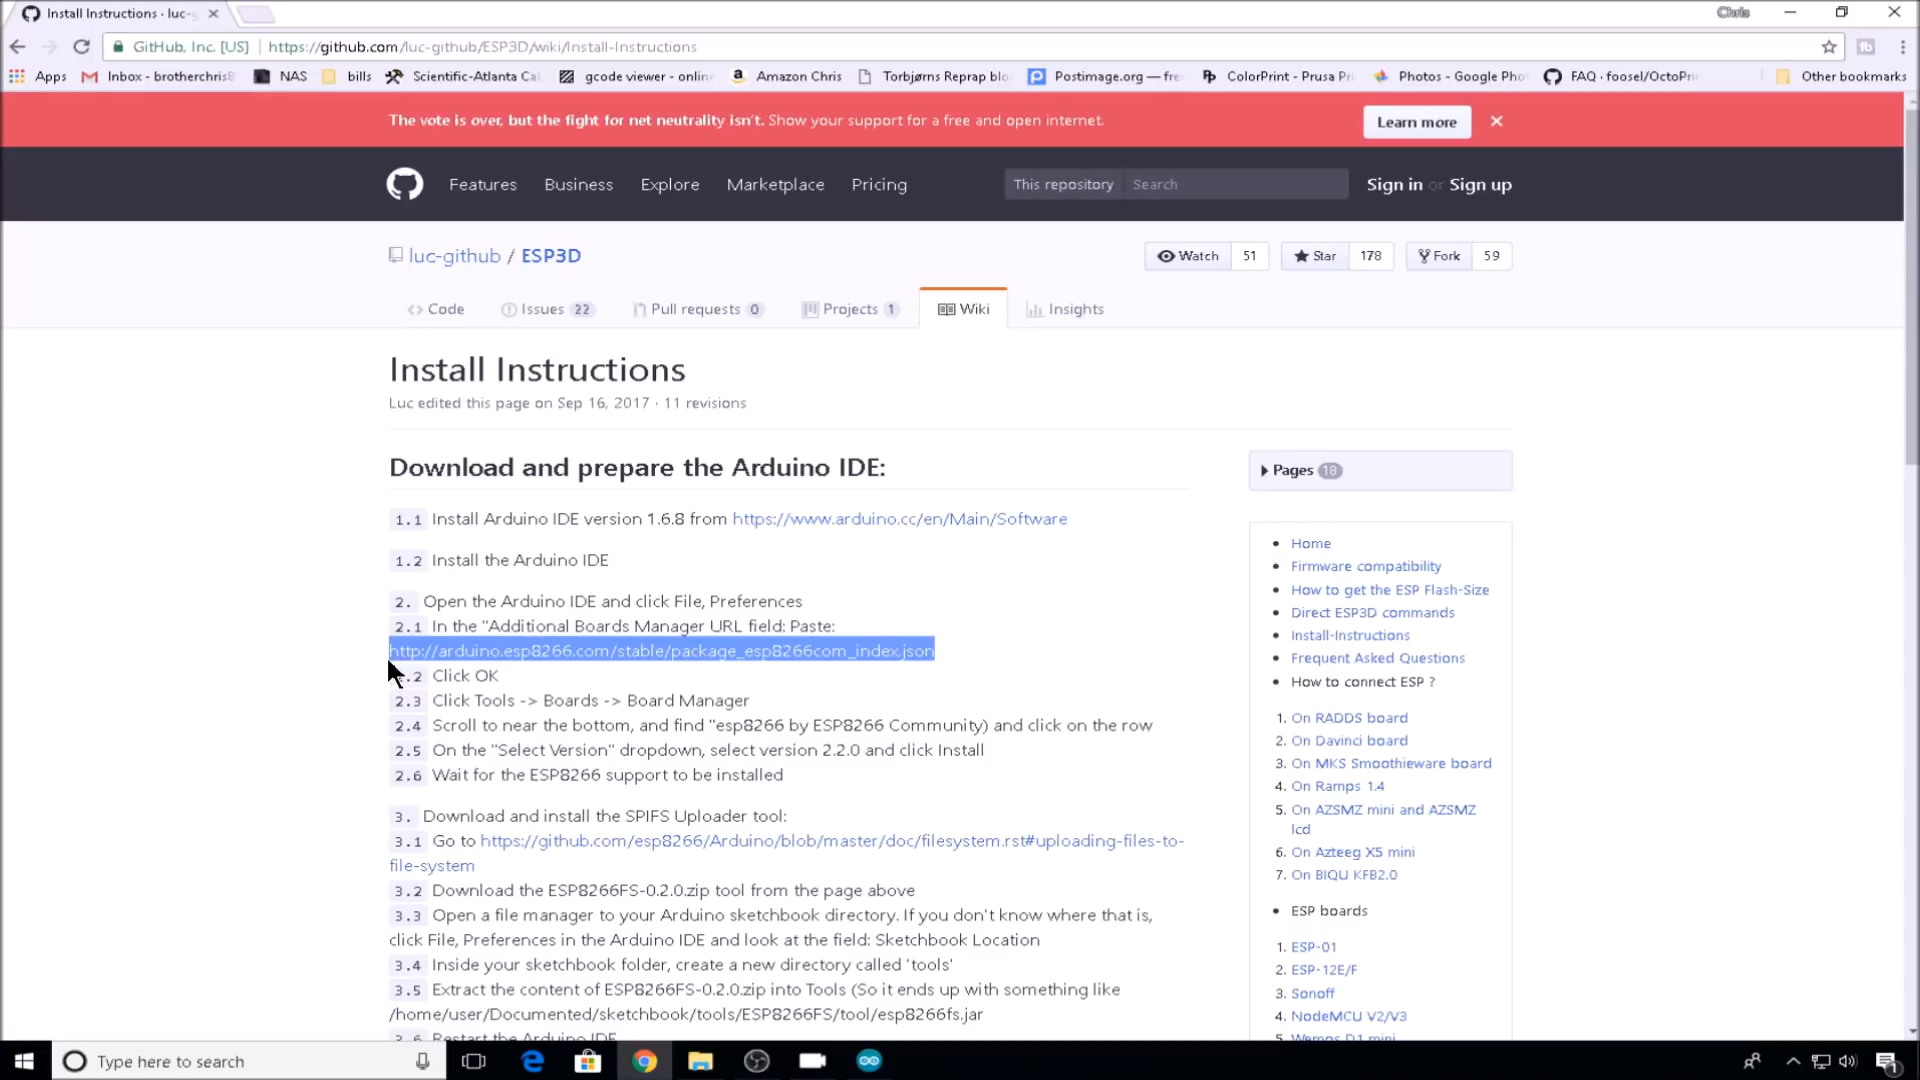 Install Instructions · luc-g
Chris
GitHub, Inc. [US] | https://github.com/luc-github/ESP3D/wiki/Install-Instructions
Apps Inbox - brotherchris8 NAS bills Scientific-Atlanta Ca gcode viewer - onlin Amazon Chris Torbjørns Reprap blo Postimage.org — fre ColorPrint - Prusa Pr Photos - Google Pho FAQ · foosel/OctoPri Other bookmarks
The vote is over, but the fight for net neutrality isn't. Show your support for a free and open internet. Learn more
Features Business Explore Marketplace Pricing This repository Search Sign in or Sign up
luc-github / ESP3D Watch 51 Star 178 Fork 59
Code Issues 22 Pull requests 0 Projects 1 Wiki Insights
Install Instructions
Luc edited this page on Sep 16, 2017 · 11 revisions
Download and prepare the Arduino IDE:
1.1 Install Arduino IDE version 1.6.8 from https://www.arduino.cc/en/Main/Software
1.2 Install the Arduino IDE
2. Open the Arduino IDE and click File, Preferences
2.1 In the "Additional Boards Manager URL field: Paste:
http://arduino.esp8266.com/stable/package_esp8266com_index.json
.2 Click OK
2.3 Click Tools -> Boards -> Board Manager
2.4 Scroll to near the bottom, and find "esp8266 by ESP8266 Community) and click on the row
2.5 On the "Select Version" dropdown, select version 2.2.0 and click Install
2.6 Wait for the ESP8266 support to be installed
3. Download and install the SPIFS Uploader tool:
3.1 Go to https://github.com/esp8266/Arduino/blob/master/doc/filesystem.rst#uploading-files-to-
file-system
3.2 Download the ESP8266FS-0.2.0.zip tool from the page above
3.3 Open a file manager to your Arduino sketchbook directory. If you don't know where that is,
click File, Preferences in the Arduino IDE and look at the field: Sketchbook Location
3.4 Inside your sketchbook folder, create a new directory called 'tools'
3.5 Extract the content of ESP8266FS-0.2.0.zip into Tools (So it ends up with something like
/home/user/Documented/sketchbook/tools/ESP8266FS/tool/esp8266fs.jar
3.6 Restart the Arduino IDE
Pages 18
Home
Firmware compatibility
How to get the ESP Flash-Size
Direct ESP3D commands
Install-Instructions
Frequent Asked Questions
How to connect ESP ?
1. On RADDS board
2. On Davinci board
3. On MKS Smoothieware board
4. On Ramps 1.4
5. On AZSMZ mini and AZSMZ
lcd
6. On Azteeg X5 mini
7. On BIQU KFB2.0
ESP boards
1. ESP-01
2. ESP-12E/F
3. Sonoff
4. NodeMCU V2/V3
5. Wemos D1 mini
Type here to search
1